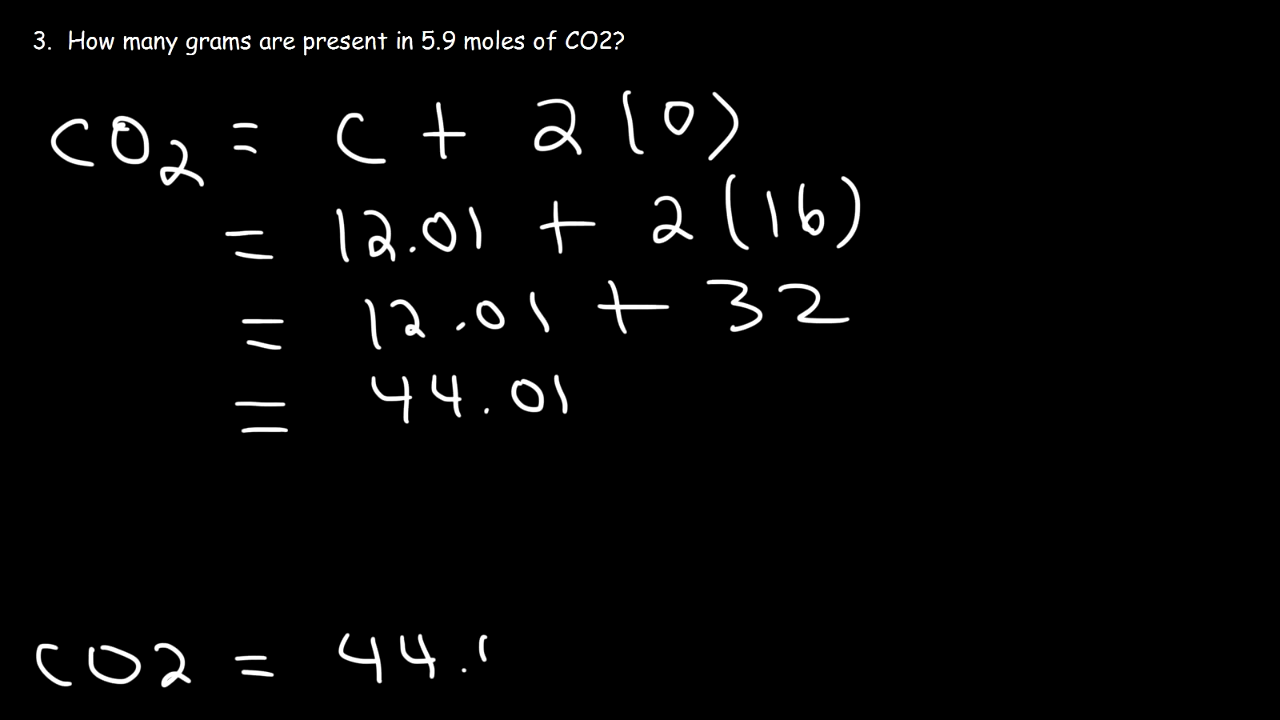 3. How many grams are present in 5.9 moles of CO2?
CO₂ = C + 2(O)
= 12.01 + 2(16)
= 12.01 + 32
= 44.01
CO2 = 44.